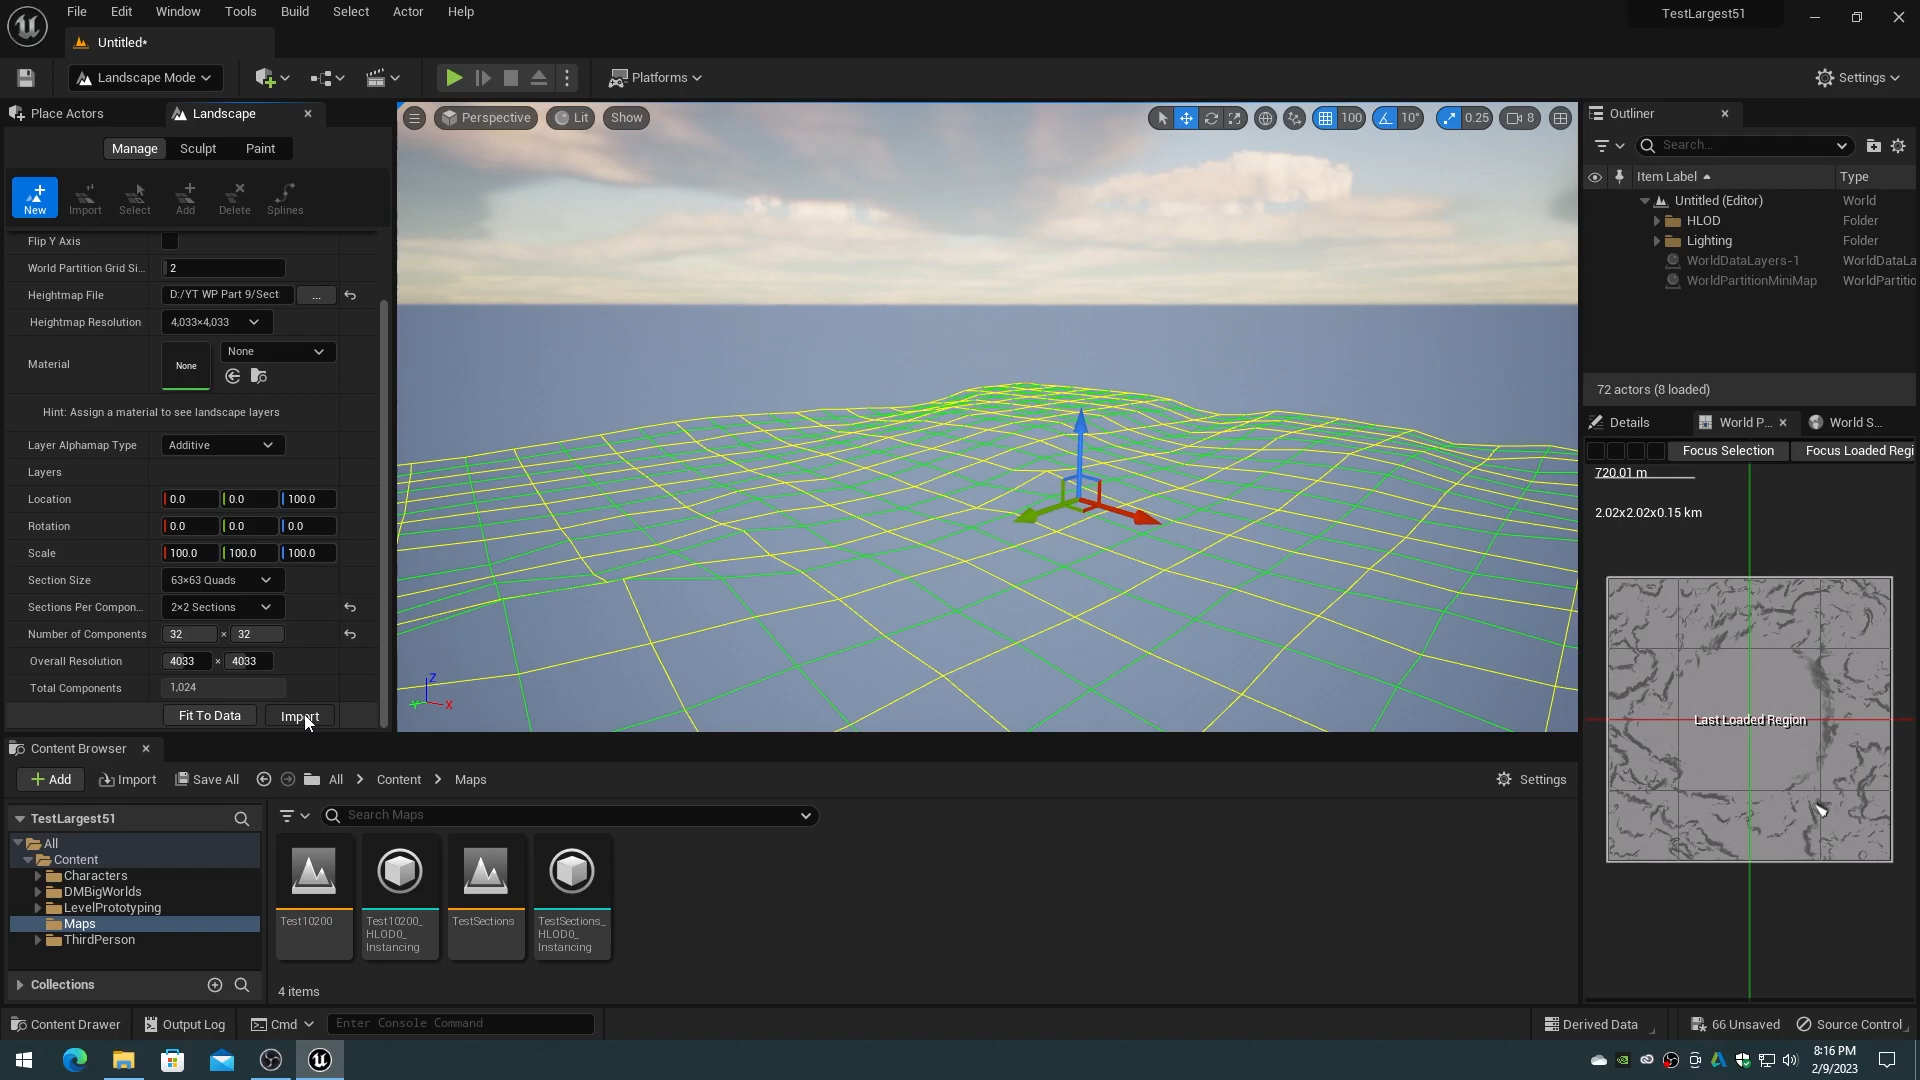 File Edit Window Tools Build Select Actor Help
TestLargest51
Untitled*
Landscape Mode
Platforms
Settings
Place Actors
Landscape
Manage Sculpt Paint
New Import Select Add Delete Splines
Flip Y Axis
World Partition Grid Si... 2
Heightmap File D:/YT WP Part 9/Sect ...
Heightmap Resolution 4,033×4,033
Material None None
Hint: Assign a material to see landscape layers
Layer Alphamap Type Additive
Layers
Location 0.0 0.0 100.0
Rotation 0.0 0.0 0.0
Scale 100.0 100.0 100.0
Section Size 63×63 Quads
Sections Per Compon... 2×2 Sections
Number of Components 32 × 32
Overall Resolution 4033 × 4033
Total Components 1,024
Fit To Data Import
Perspective Lit Show
100 10° 0.25 8
Z
Y X
Outliner
Search...
Item Label Type
Untitled (Editor) World
HLOD Folder
Lighting Folder
WorldDataLayers-1 WorldDataLa
WorldPartitionMiniMap WorldPartitio
72 actors (8 loaded)
Details World P... World S...
Focus Selection Focus Loaded Regi
720.01 m
2.02x2.02x0.15 km
Last Loaded Region
Content Browser
Add Import Save All All Content Maps Settings
TestLargest51
All
Content
Characters
DMBigWorlds
LevelPrototyping
Maps
ThirdPerson
Collections
Search Maps
Test10200
Test10200_
HLOD0_
Instancing
TestSections
TestSections_
HLOD0_
Instancing
4 items
Content Drawer Output Log Cmd Enter Console Command
Derived Data 66 Unsaved Source Control
8:16 PM
2/9/2023